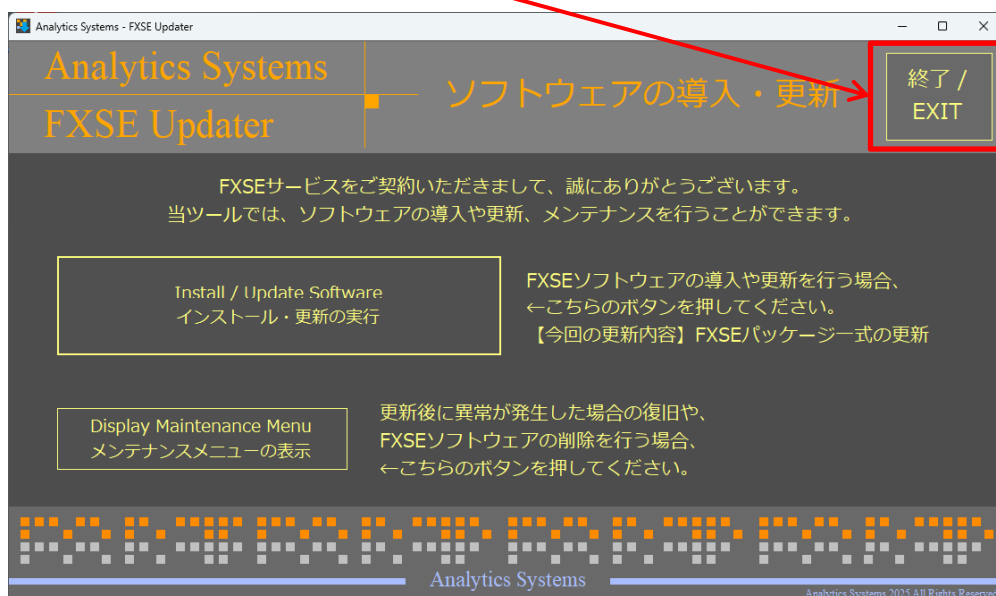 Analytics Systems - FXSE Updater
Analytics Systems
FXSE Updater
ソフトウェアの導入・更新
終了 /
EXIT
FXSEサービスをご契約いただきまして、誠にありがとうございます。
当ツールでは、ソフトウェアの導入や更新、メンテナンスを行うことができます。
Install / Update Software
インストール・更新の実行
FXSEソフトウェアの導入や更新を行う場合、
←こちらのボタンを押してください。
【今回の更新内容】FXSEパッケージ一式の更新
Display Maintenance Menu
メンテナンスメニューの表示
更新後に異常が発生した場合の復旧や、
FXSEソフトウェアの削除を行う場合、
←こちらのボタンを押してください。
Analytics Systems
Analytics Systems 2025 All Rights Reserved